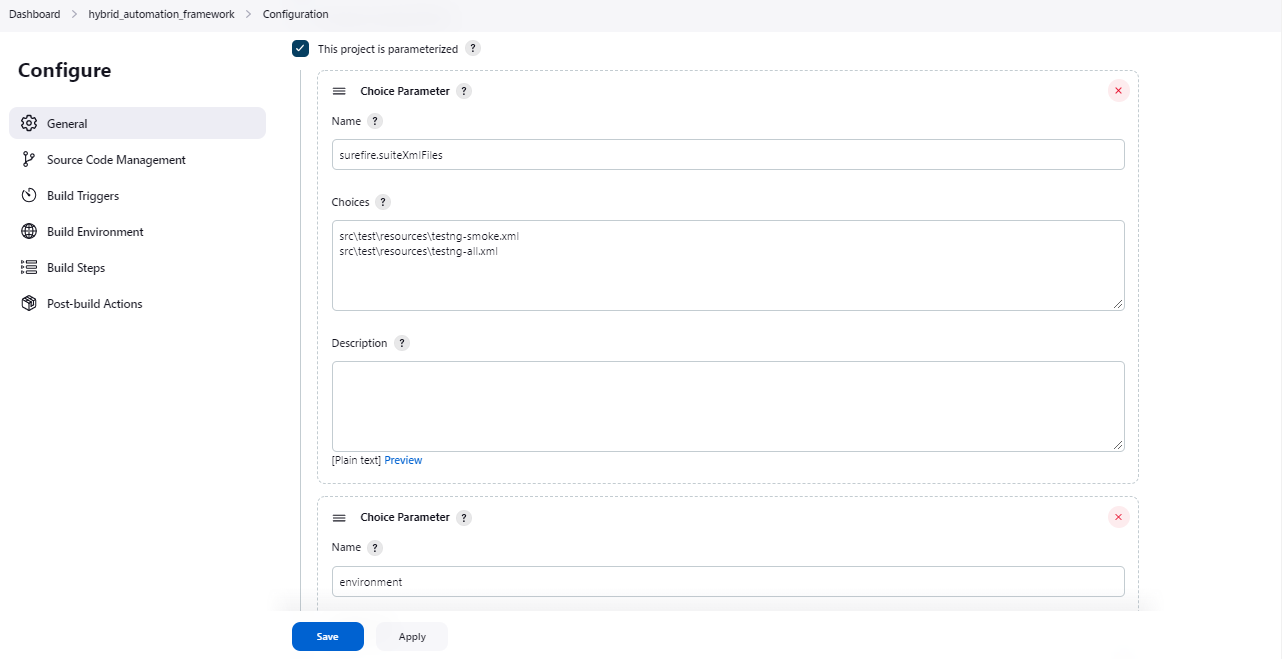 Dashboard > hybrid_automation_framework > Configuration
Configure
General
Source Code Management
Build Triggers
Build Environment
Build Steps
Post-build Actions
This project is parameterized ?
Choice Parameter ?
Name ?
surefire.suiteXmlFiles
Choices ?
src\test\resources\testng-smoke.xml
src\test\resources\testng-all.xml
Description ?
[Plain text] Preview
Choice Parameter ?
Name ?
environment
Save Apply